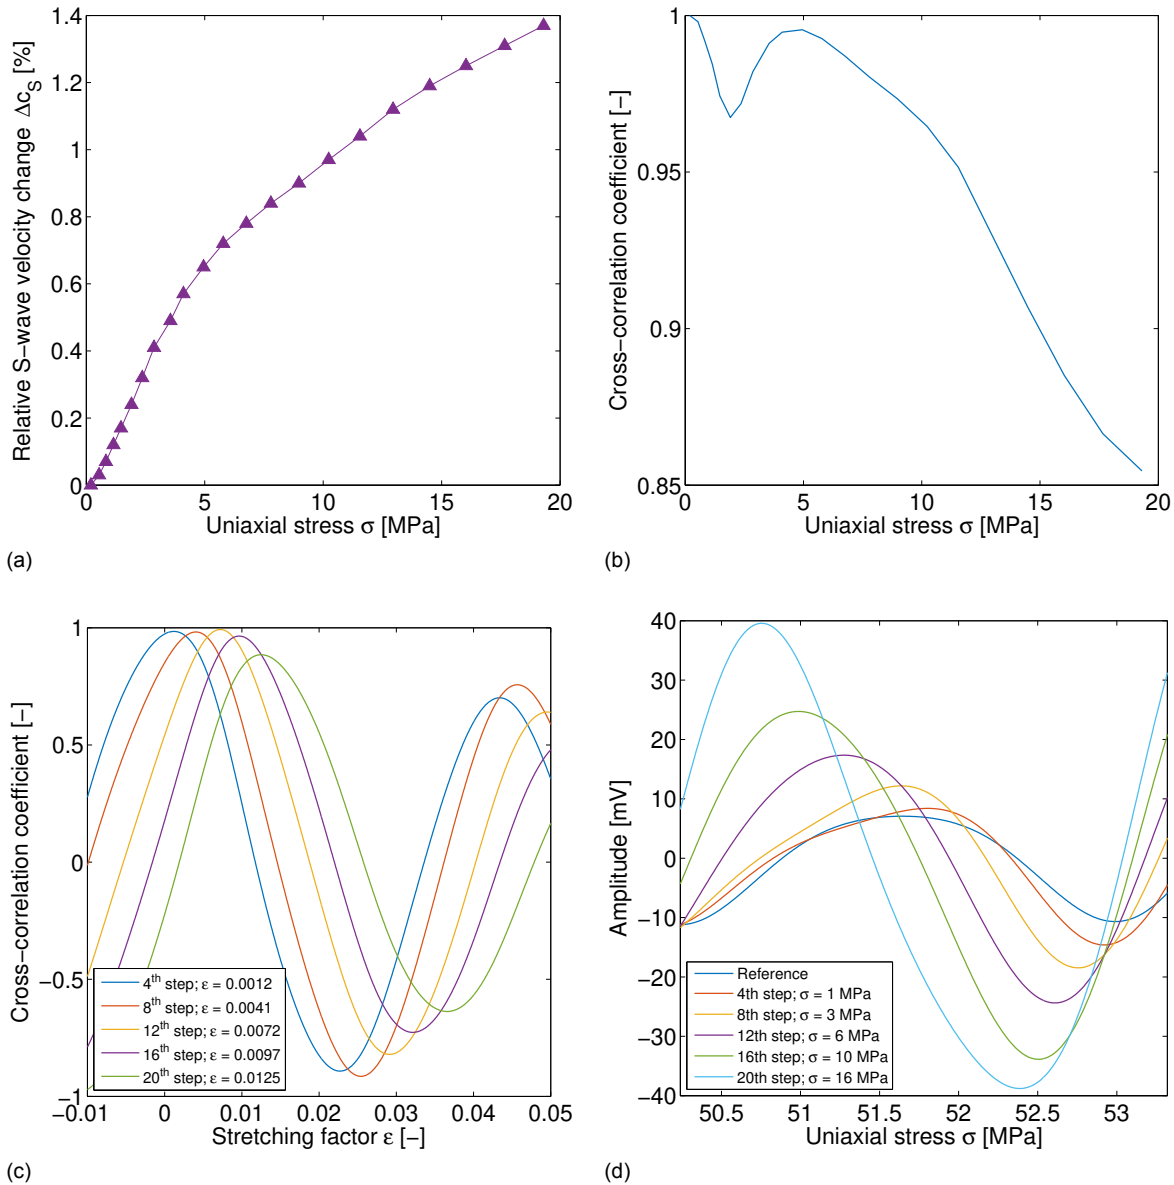 Relative S−wave velocity change Δc_S [%]
1.4
1.2
1
0.8
0.6
0.4
0.2
0
0 5 10 15 20
Uniaxial stress σ [MPa]
(a)
Cross−correlation coefficient [−]
1
0.95
0.9
0.85
0 5 10 15 20
Uniaxial stress σ [MPa]
(b)
Cross−correlation coefficient [−]
1
0.5
0
−0.5
−1
4th step; ε = 0.0012
8th step; ε = 0.0041
12th step; ε = 0.0072
16th step; ε = 0.0097
20th step; ε = 0.0125
−0.01 0 0.01 0.02 0.03 0.04 0.05
Stretching factor ε [−]
(c)
Amplitude [mV]
40
30
20
10
0
−10
−20
−30
−40
Reference
4th step; σ = 1 MPa
8th step; σ = 3 MPa
12th step; σ = 6 MPa
16th step; σ = 10 MPa
20th step; σ = 16 MPa
50.5 51 51.5 52 52.5 53
Uniaxial stress σ [MPa]
(d)